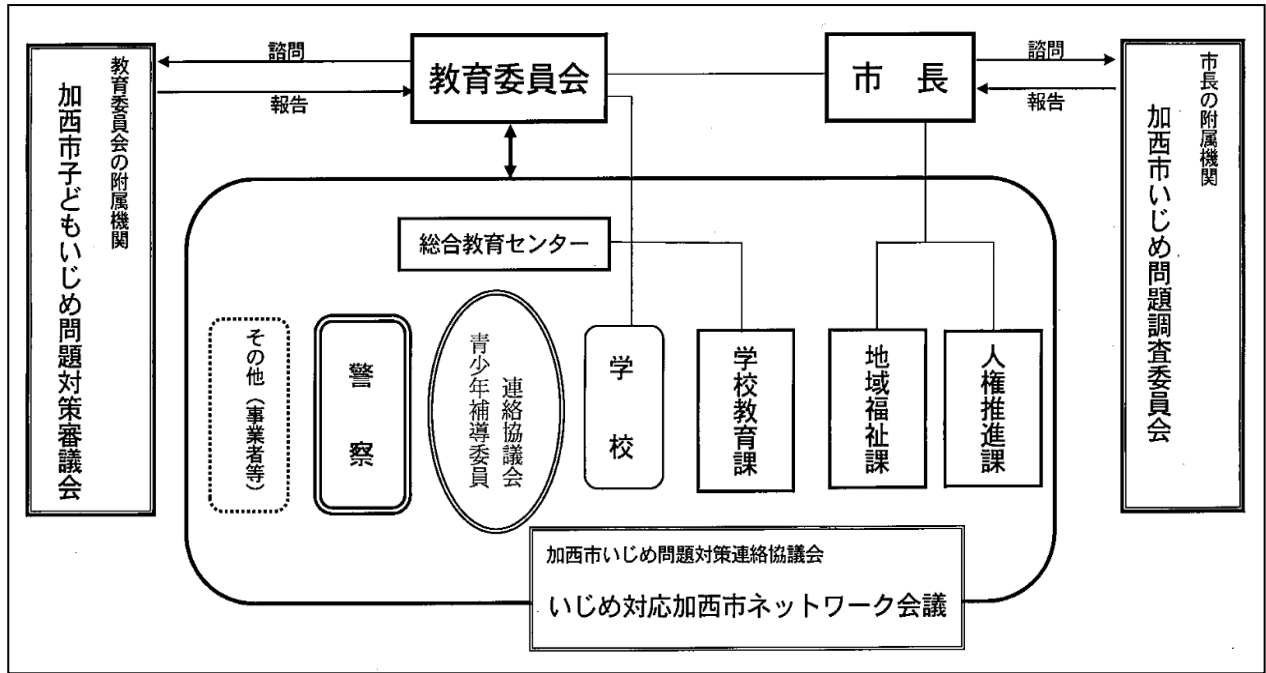 教育委員会の附属機関
加西市子どもいじめ問題対策審議会
諮問
報告
教育委員会
市　長
諮問
報告
市長の附属機関
加西市いじめ問題調査委員会
総合教育センター
その他（事業者等）
警　察
連絡協議会
青少年補導委員
学　校
学校教育課
地域福祉課
人権推進課
加西市いじめ問題対策連絡協議会
いじめ対応加西市ネットワーク会議